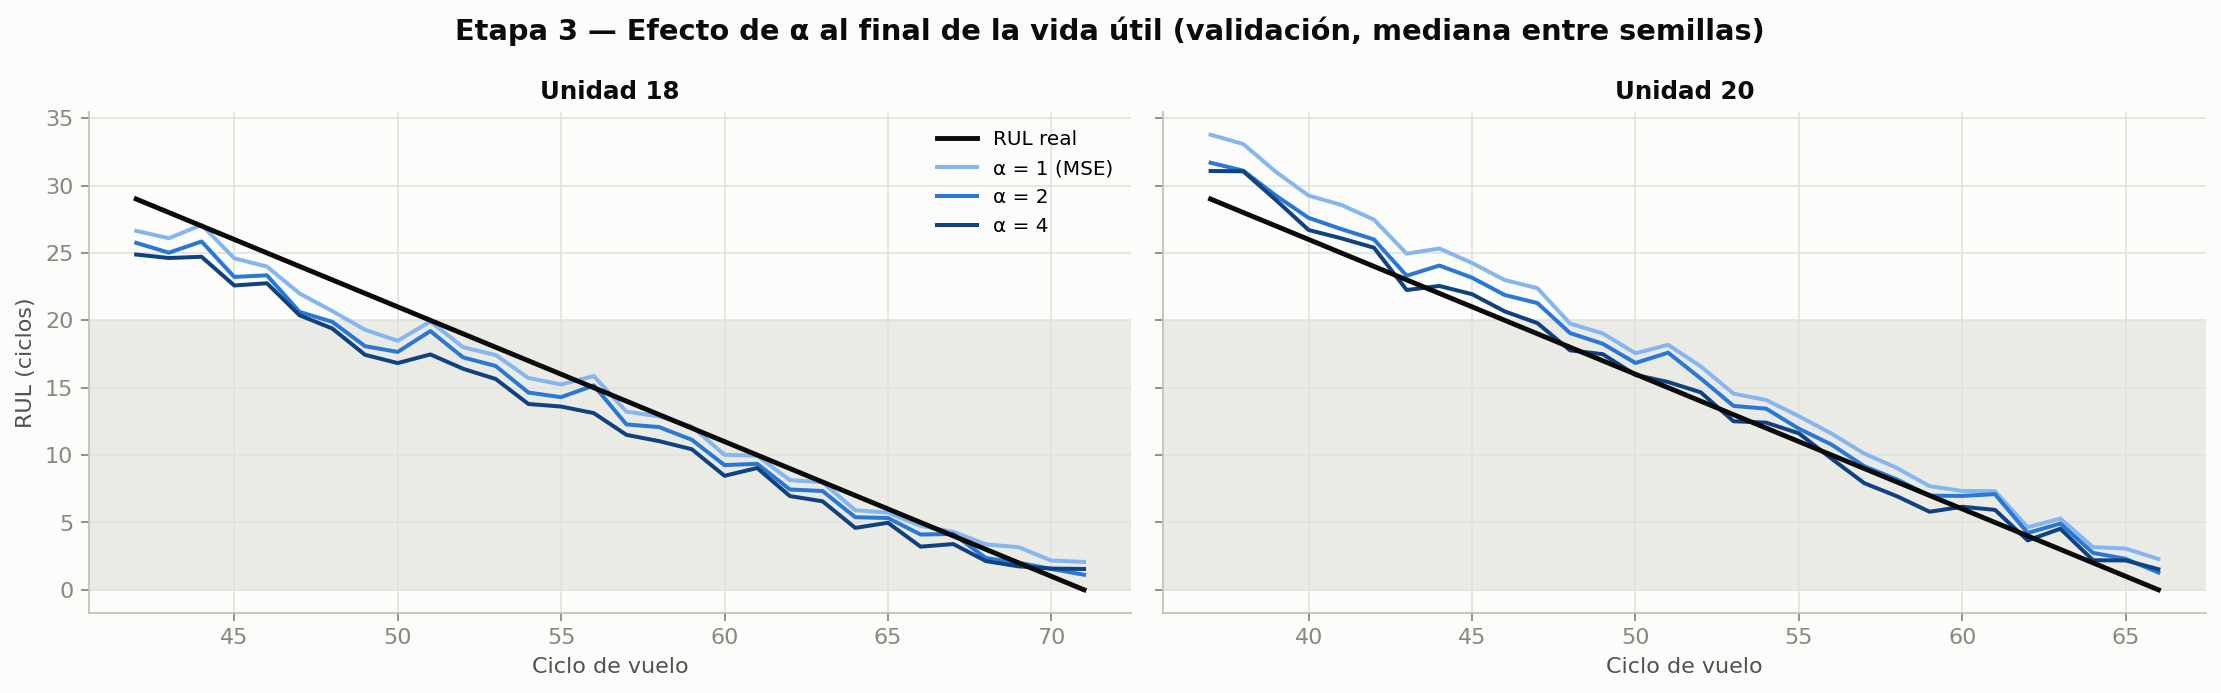 Etapa 3 — Efecto de α al final de la vida útil (validación, mediana entre semillas)
Unidad 18
Unidad 20
RUL real
α = 1 (MSE)
α = 2
α = 4
RUL (ciclos)
35
30
25
20
15
10
5
0
45 50 55 60 65 70
40 45 50 55 60 65
Ciclo de vuelo
Ciclo de vuelo